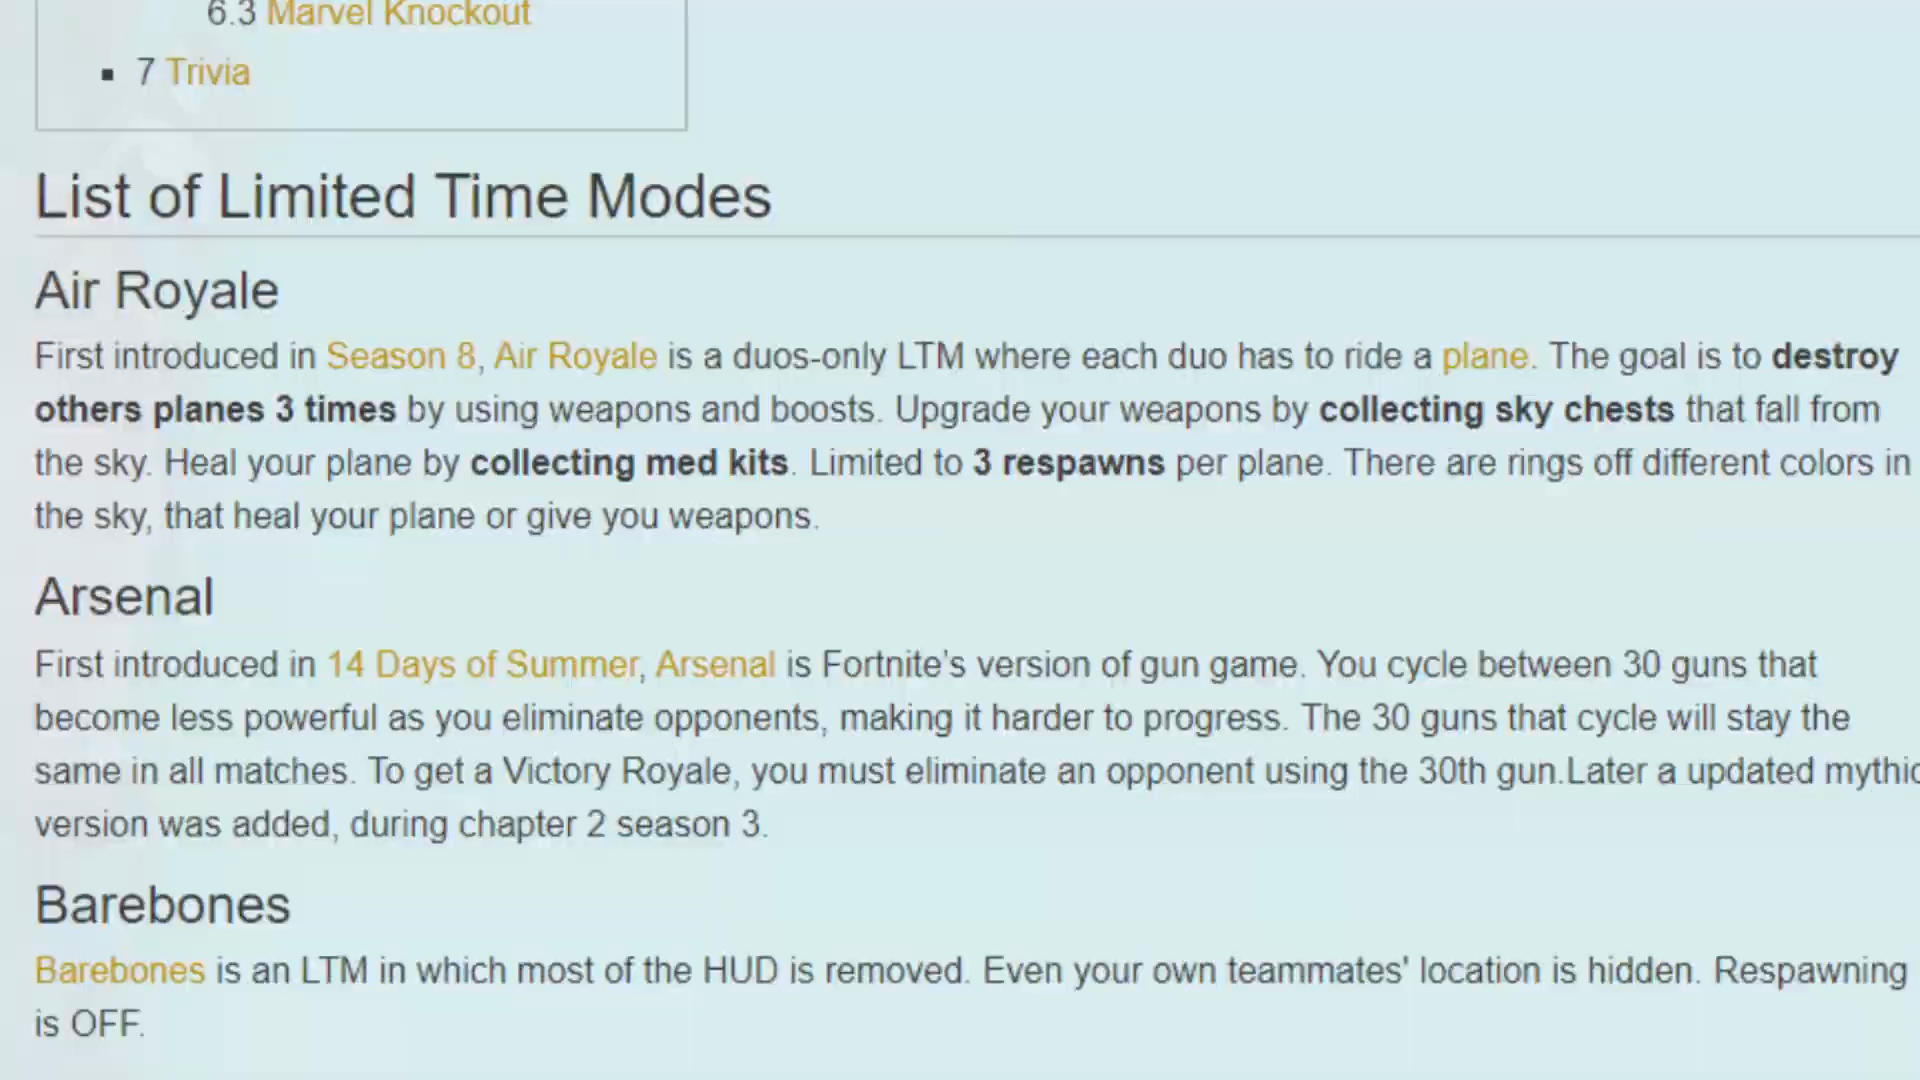 6.3 Marvel Knockout
▪ 7 Trivia
List of Limited Time Modes
Air Royale
First introduced in Season 8, Air Royale is a duos-only LTM where each duo has to ride a plane. The goal is to destroy
others planes 3 times by using weapons and boosts. Upgrade your weapons by collecting sky chests that fall from
the sky. Heal your plane by collecting med kits. Limited to 3 respawns per plane. There are rings off different colors in
the sky, that heal your plane or give you weapons.
Arsenal
First introduced in 14 Days of Summer, Arsenal is Fortnite's version of gun game. You cycle between 30 guns that
become less powerful as you eliminate opponents, making it harder to progress. The 30 guns that cycle will stay the
same in all matches. To get a Victory Royale, you must eliminate an opponent using the 30th gun.Later a updated mythic
version was added, during chapter 2 season 3.
Barebones
Barebones is an LTM in which most of the HUD is removed. Even your own teammates' location is hidden. Respawning
is OFF.